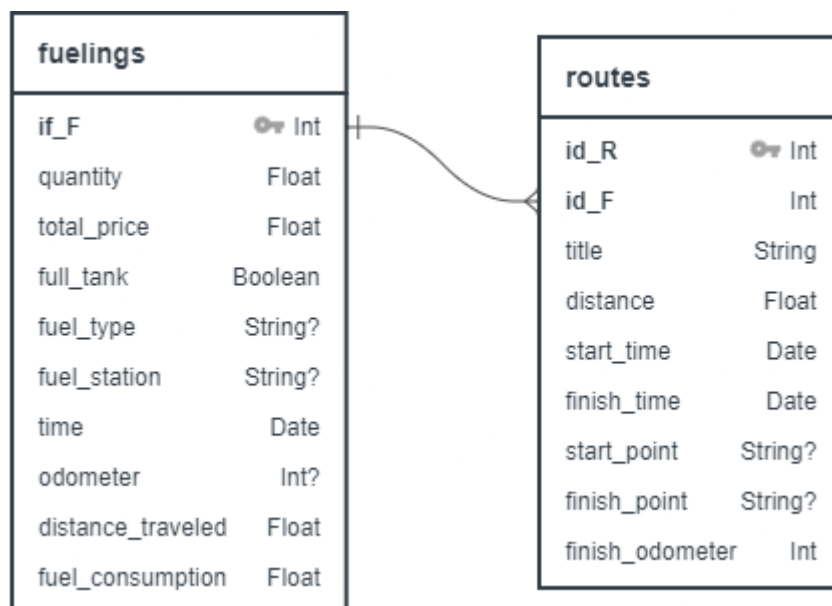 fuelings
if_F Int
quantity Float
total_price Float
full_tank Boolean
fuel_type String?
fuel_station String?
time Date
odometer Int?
distance_traveled Float
fuel_consumption Float
routes
id_R Int
id_F Int
title String
distance Float
start_time Date
finish_time Date
start_point String?
finish_point String?
finish_odometer Int